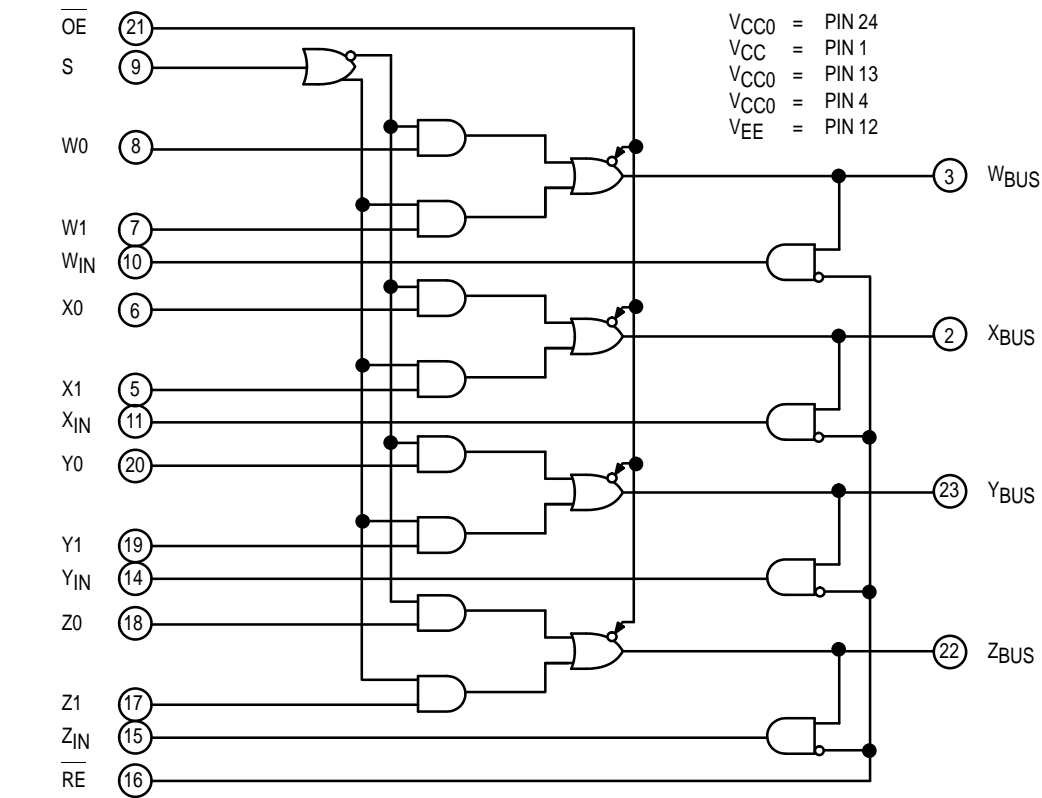 OE 21
S 9
W0 8
W1 7
WIN 10
X0 6
X1 5
XIN 11
Y0 20
Y1 19
YIN 14
Z0 18
Z1 17
ZIN 15
RE 16
VCC0 = PIN 24
VCC = PIN 1
VCC0 = PIN 13
VCC0 = PIN 4
VEE = PIN 12
3 WBUS
2 XBUS
23 YBUS
22 ZBUS